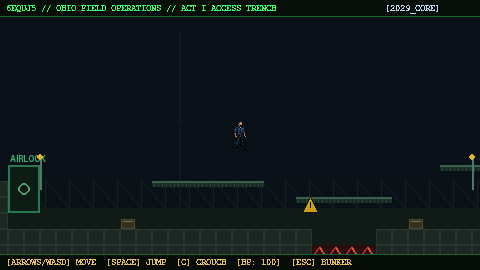 6EQUJ5 // OHIO FIELD OPERATIONS // ACT I ACCESS TRENCH [2029_CORE]
AIRLOCK
[ARROWS/WASD] MOVE [SPACE] JUMP [C] CROUCH [HP: 100] [ESC] BUNKER